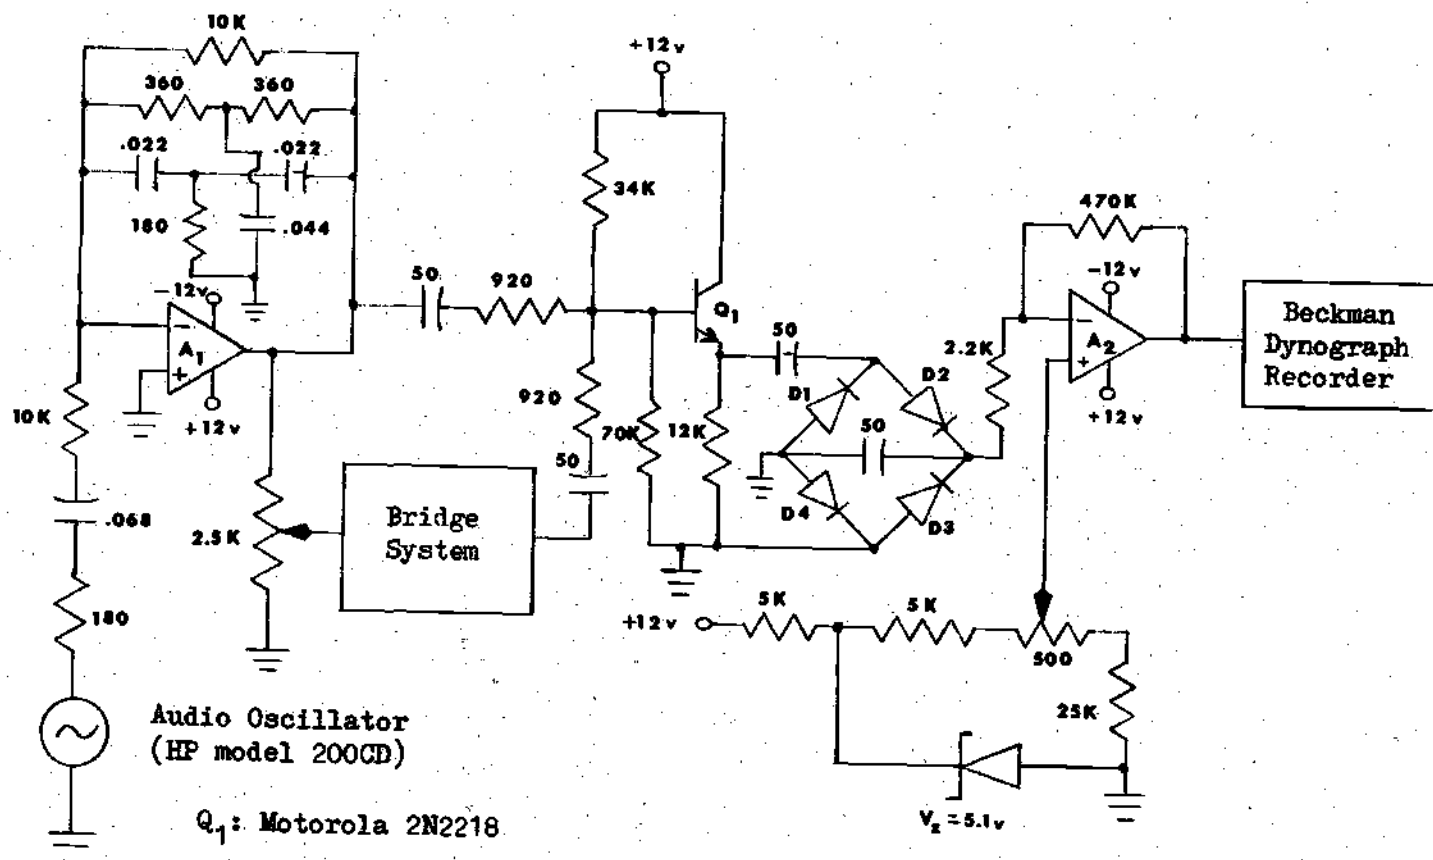 10K
+12v
360 360
.022 .022
34K
180 .044
470K
-12v
-12v
50 920
Q1
A1
- +
+12v
50
2.2K
A2
- +
+12v
Beckman
Dynograph
Recorder
10K
920
D1 D2
70K 12K
50
50
D4 D3
.068
2.5K
Bridge
System
180
+12v 5K 5K
500
25K
Audio Oscillator
(HP model 200CD)
Vz = 5.1v
Q1: Motorola 2N2218